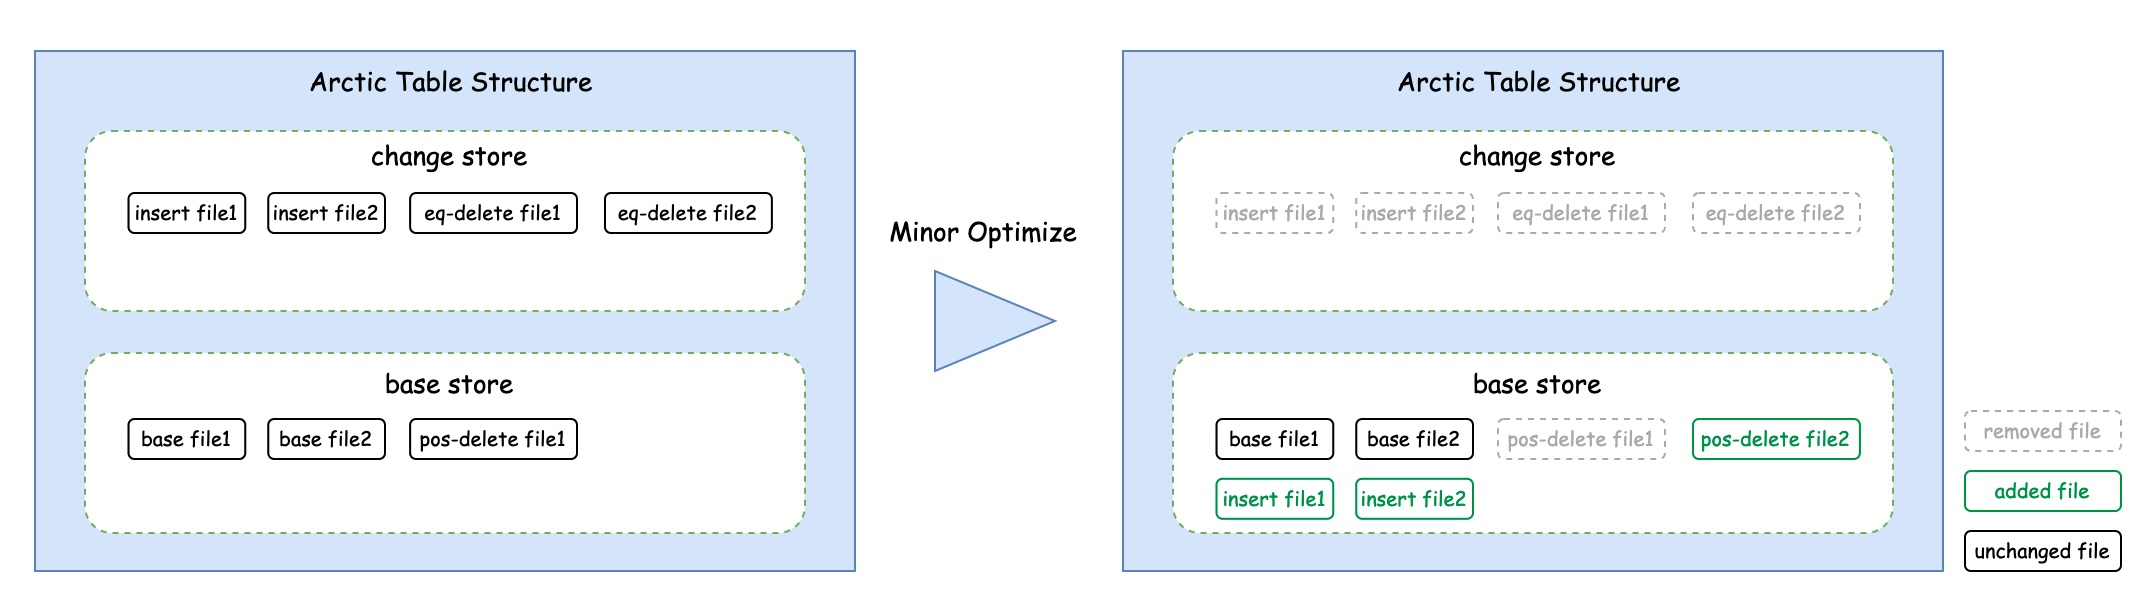 Arctic Table Structure
change store
insert file1 insert file2 eq-delete file1 eq-delete file2
base store
base file1 base file2 pos-delete file1
Minor Optimize
Arctic Table Structure
change store
insert file1 insert file2 eq-delete file1 eq-delete file2
base store
base file1 base file2 pos-delete file1 pos-delete file2
insert file1 insert file2
removed file
added file
unchanged file